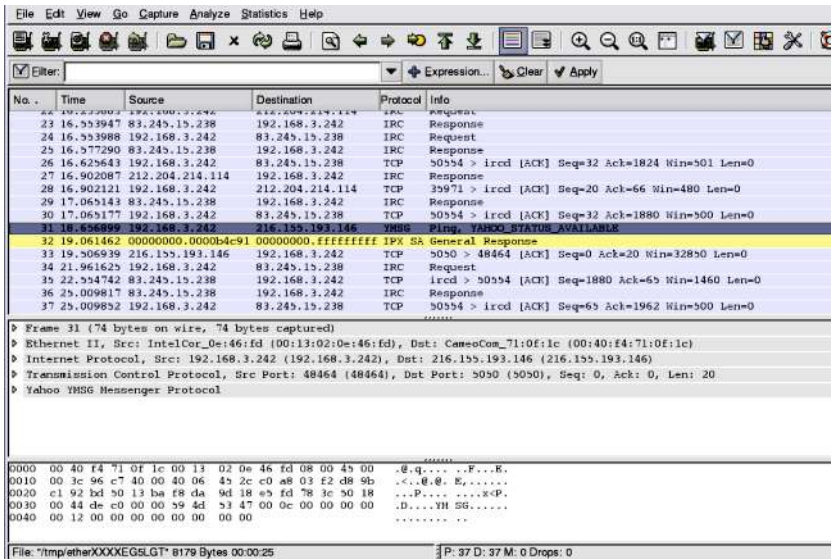 File Edit View Go Capture Analyze Statistics Help
Filter: Expression... Clear Apply
No. . Time Source Destination Protocol Info
23 16.553947 83.245.15.238 192.168.3.242 IRC Response
24 16.553988 192.168.3.242 83.245.15.238 IRC Request
25 16.577290 83.245.15.238 192.168.3.242 IRC Response
26 16.625643 192.168.3.242 83.245.15.238 TCP 50554 > ircd [ACK] Seq=32 Ack=1824 Win=501 Len=0
27 16.902087 212.204.214.114 192.168.3.242 IRC Response
28 16.902121 192.168.3.242 212.204.214.114 TCP 35971 > ircd [ACK] Seq=20 Ack=66 Win=480 Len=0
29 17.065143 83.245.15.238 192.168.3.242 IRC Response
30 17.065177 192.168.3.242 83.245.15.238 TCP 50554 > ircd [ACK] Seq=32 Ack=1880 Win=500 Len=0
31 18.656899 192.168.3.242 216.155.193.146 YMSG Ping, YAHOO_STATUS_AVAILABLE
32 19.061462 00000000.0000b4c91 00000000.fffffffff IPX SA General Response
33 19.506939 216.155.193.146 192.168.3.242 TCP 5050 > 48464 [ACK] Seq=0 Ack=20 Win=32850 Len=0
34 21.961625 192.168.3.242 83.245.15.238 IRC Request
35 22.554742 83.245.15.238 192.168.3.242 TCP ircd > 50554 [ACK] Seq=1880 Ack=65 Win=1460 Len=0
36 25.009817 83.245.15.238 192.168.3.242 IRC Response
37 25.009852 192.168.3.242 83.245.15.238 TCP 50554 > ircd [ACK] Seq=65 Ack=1962 Win=500 Len=0
Frame 31 (74 bytes on wire, 74 bytes captured)
Ethernet II, Src: IntelCor_0e:46:fd (00:13:02:0e:46:fd), Dst: CameoCom_71:0f:1c (00:40:f4:71:0f:1c)
Internet Protocol, Src: 192.168.3.242 (192.168.3.242), Dst: 216.155.193.146 (216.155.193.146)
Transmission Control Protocol, Src Port: 48464 (48464), Dst Port: 5050 (5050), Seq: 0, Ack: 0, Len: 20
Yahoo YMSG Messenger Protocol
0000 00 40 f4 71 0f 1c 00 13 02 0e 46 fd 08 00 45 00 .@.q.... ..F...E.
0010 00 3c 96 c7 40 00 40 06 45 2c c0 a8 03 f2 d8 9b .<..@.@. E,......
0020 c1 92 bd 50 13 ba f8 da 9d 18 e5 fd 78 3c 50 18 ...P.... ....x<P.
0030 00 44 de c0 00 00 59 4d 53 47 00 0c 00 00 00 00 .D....YM SG......
0040 00 12 00 00 00 00 00 00 00 00 ........ ..
File: "/tmp/etherXXXXEG5LGT" 8179 Bytes 00:00:25 P: 37 D: 37 M: 0 Drops: 0